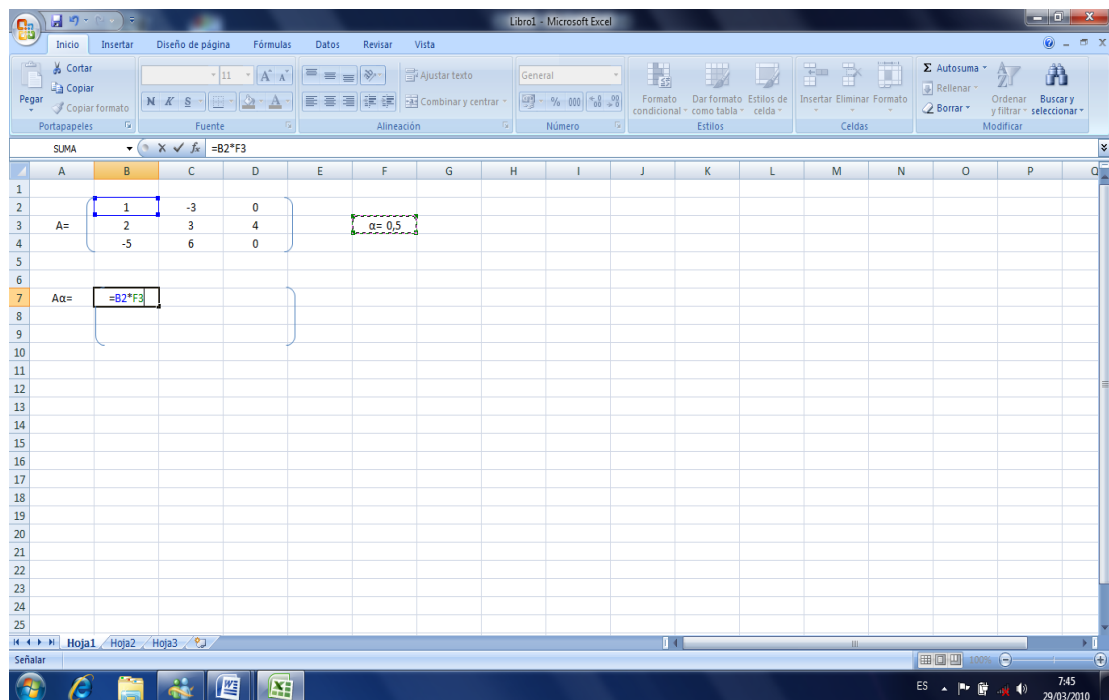 Libro1 - Microsoft Excel
Inicio Insertar Diseño de página Fórmulas Datos Revisar Vista
Pegar
Cortar
Copiar
Copiar formato
Portapapeles
11 A A
N K S A
Fuente
Ajustar texto
Combinar y centrar
Alineación
General
% 000
Número
Formato condicional
Dar formato como tabla
Estilos de celda
Estilos
Insertar Eliminar Formato
Celdas
Σ Autosuma
Rellenar
Borrar
Ordenar y filtrar
Buscar y seleccionar
Modificar
SUMA fx =B2*F3
A B C D E F G H I J K L M N O P Q
1
2 1 -3 0
3 A= 2 3 4 α= 0,5
4 -5 6 0
5
6
7 Aα= =B2*F3
8
9
10
11
12
13
14
15
16
17
18
19
20
21
22
23
24
25
Hoja1 Hoja2 Hoja3
Señalar 100%
ES 7:45
29/03/2010